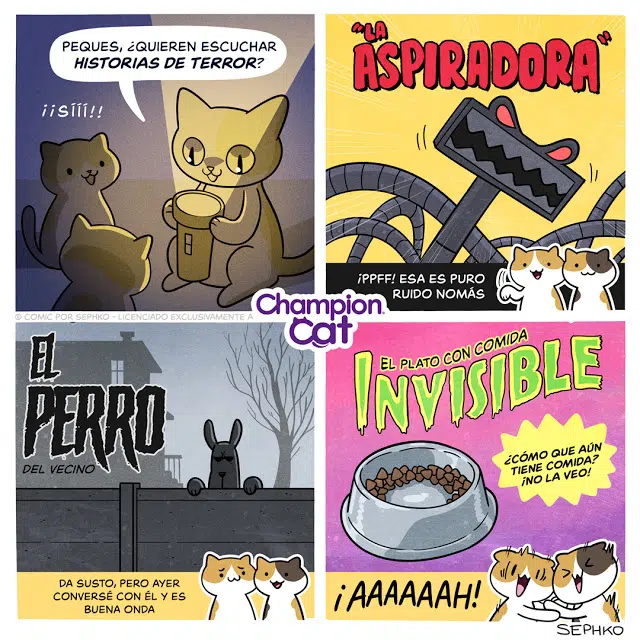 PEQUES, ¿QUIEREN ESCUCHAR
HISTORIAS DE TERROR?
¡¡SÍÍÍ!!
"LA
ASPIRADORA"
¡PPFF! ESA ES PURO
RUIDO NOMÁS
© COMIC POR SEPHKO - LICENCIADO EXCLUSIVAMENTE A
Champion
Cat
EL
PERRO
DEL VECINO
DA SUSTO, PERO AYER
CONVERSÉ CON ÉL Y ES
BUENA ONDA
EL PLATO CON COMIDA
INVISIBLE
¿CÓMO QUE AÚN
TIENE COMIDA?
¡NO LA VEO!
¡AAAAAAH!
SEPHKO